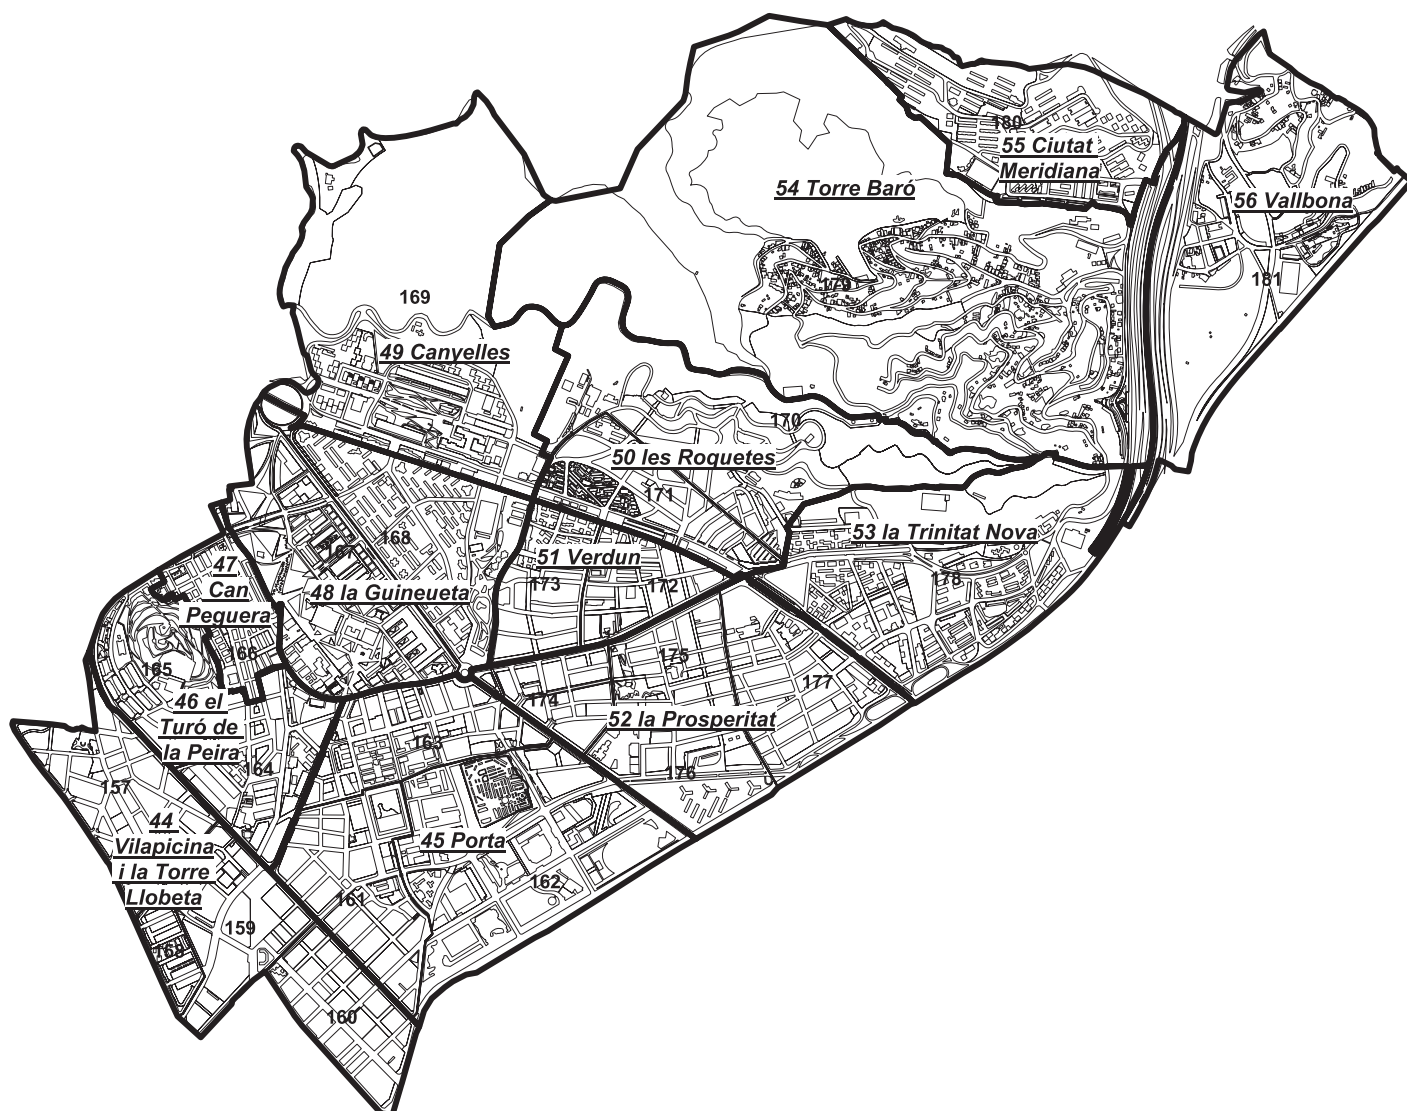 180
55 Ciutat
Meridiana
54 Torre Baró
56 Vallbona
181
179
169
49 Canyelles
170
50 les Roquetes
171
53 la Trinitat Nova
168
167
51 Verdun
47
Can
Peguera
48 la Guineueta
173
172
178
166
165
175
177
46 el
Turó de
la Peira
174
52 la Prosperitat
163
164
176
157
44
Vilapicina
i la Torre
Llobeta
45 Porta
162
161
159
168
160